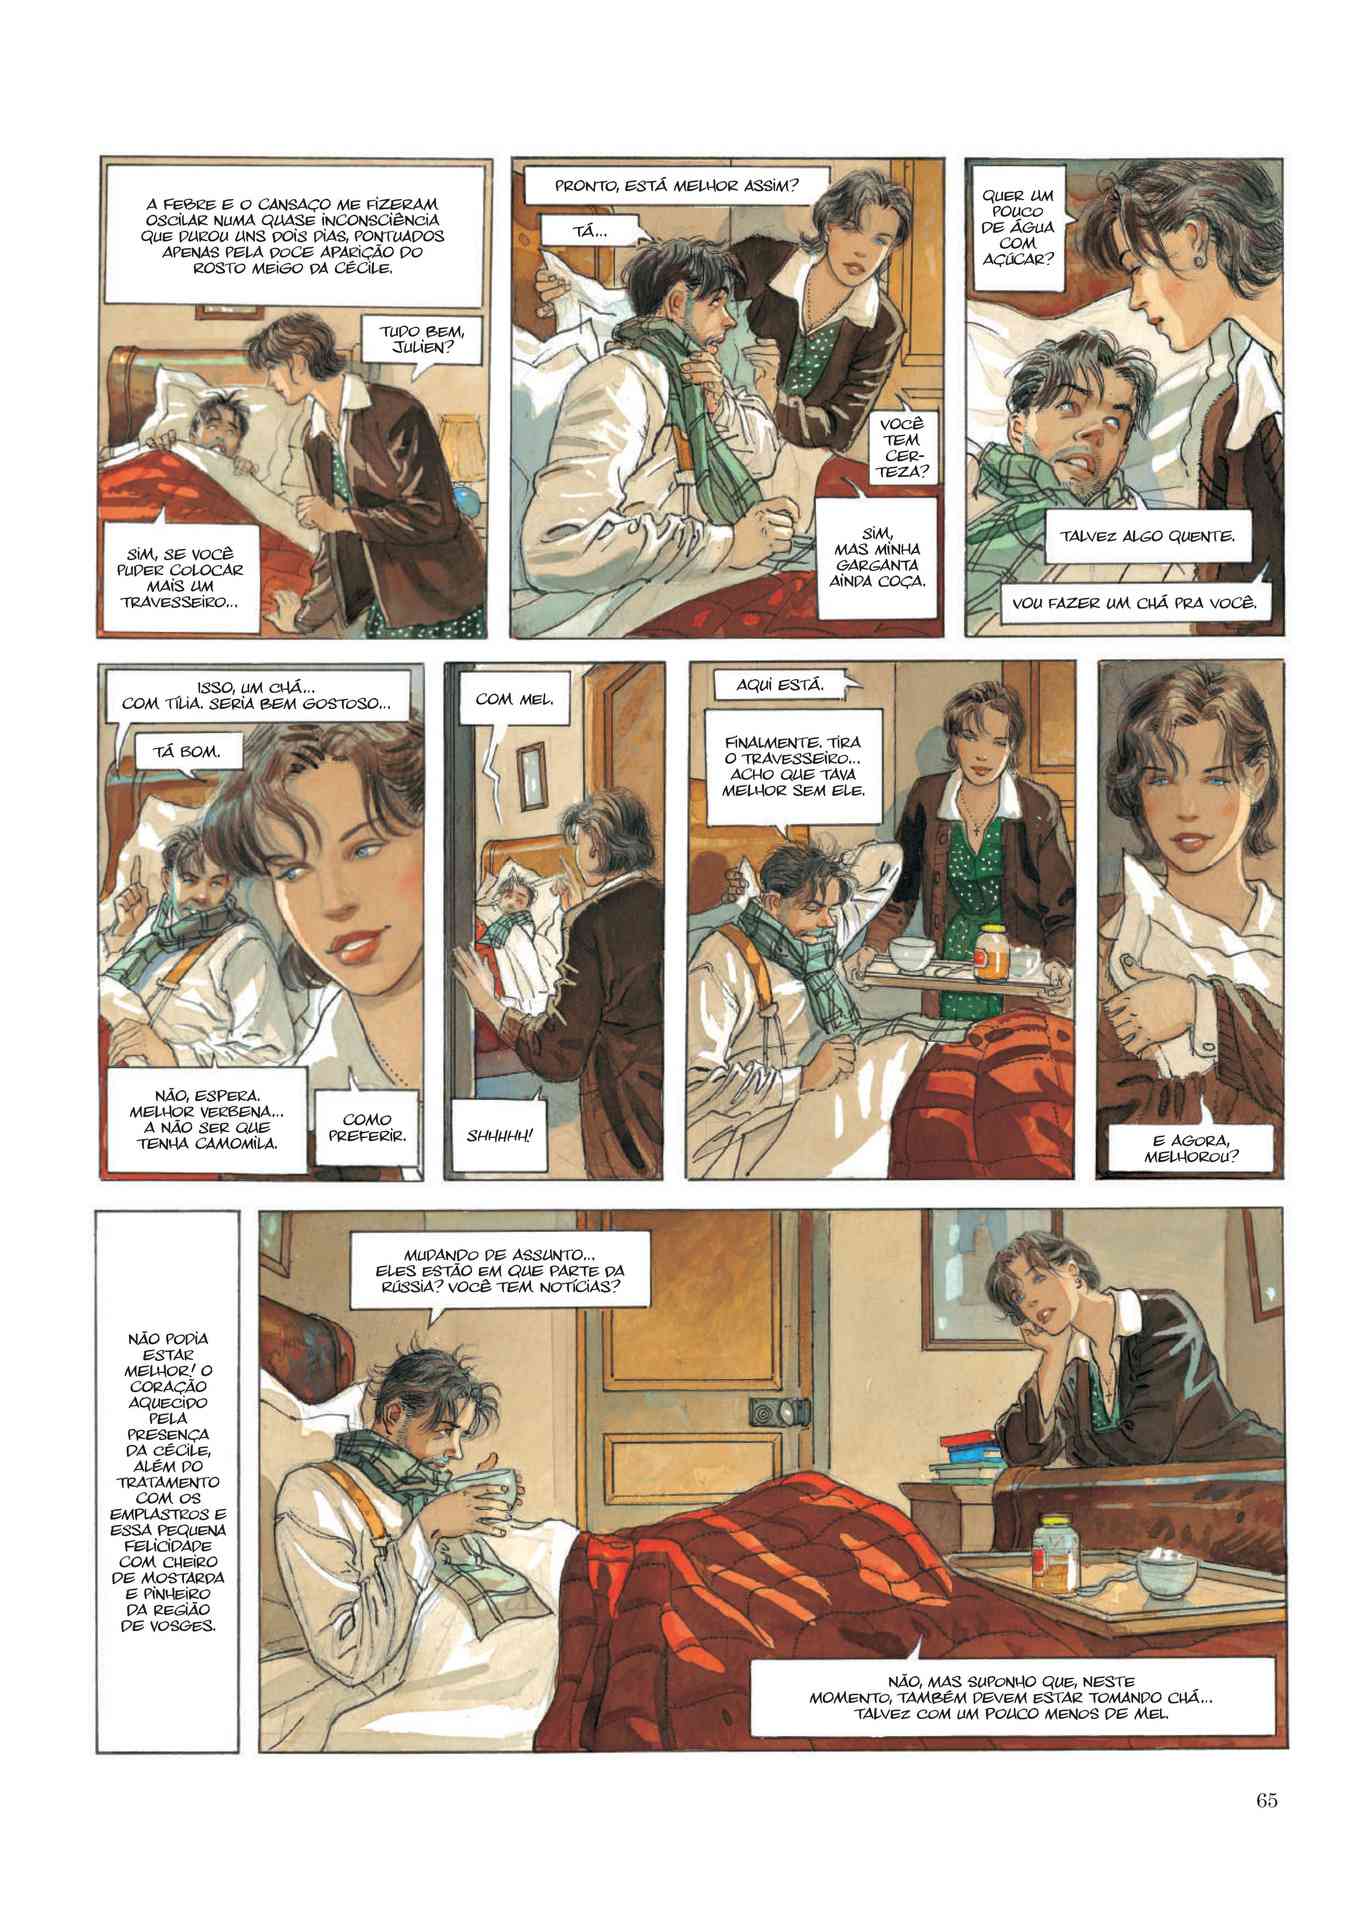 A FEBRE E O CANSAÇO ME FIZERAM
OSCILAR NUMA QUASE INCONSCIÊNCIA
QUE DUROU UNS DOIS DIAS, PONTUADOS
APENAS PELA DOCE APARIÇÃO DO
ROSTO MEIGO DA CÉCILE.
TUDO BEM,
JULIEN?
SIM, SE VOCÊ
PUDER COLOCAR
MAIS UM
TRAVESSEIRO...
PRONTO, ESTÁ MELHOR ASSIM?
TÁ...
VOCÊ
TEM
CER-
TEZA?
SIM,
MAS MINHA
GARGANTA
AINDA COÇA.
QUER UM
POUCO
DE ÁGUA
COM
AÇÚCAR?
TALVEZ ALGO QUENTE.
VOU FAZER UM CHÁ PRA VOCÊ.
ISSO, UM CHÁ...
COM TÍLIA. SERIA BEM GOSTOSO...
TÁ BOM.
NÃO, ESPERA.
MELHOR VERBENA...
A NÃO SER QUE
TENHA CAMOMILA.
COMO
PREFERIR.
COM MEL.
SHHHHH!
AQUI ESTÁ.
FINALMENTE. TIRA
O TRAVESSEIRO...
ACHO QUE TAVA
MELHOR SEM ELE.
E AGORA,
MELHOROU?
NÃO PODIA
ESTAR
MELHOR! O
CORAÇÃO
AQUECIDO
PELA
PRESENÇA
DA CÉCILE,
ALÉM DO
TRATAMENTO
COM OS
EMPLASTROS E
ESSA PEQUENA
FELICIDADE
COM CHEIRO
DE MOSTARDA
E PINHEIRO
DA REGIÃO
DE VOSGES.
MUDANDO DE ASSUNTO...
ELES ESTÃO EM QUE PARTE DA
RÚSSIA? VOCÊ TEM NOTÍCIAS?
NÃO, MAS SUPONHO QUE, NESTE
MOMENTO, TAMBÉM DEVEM ESTAR TOMANDO CHÁ...
TALVEZ COM UM POUCO MENOS DE MEL.
65